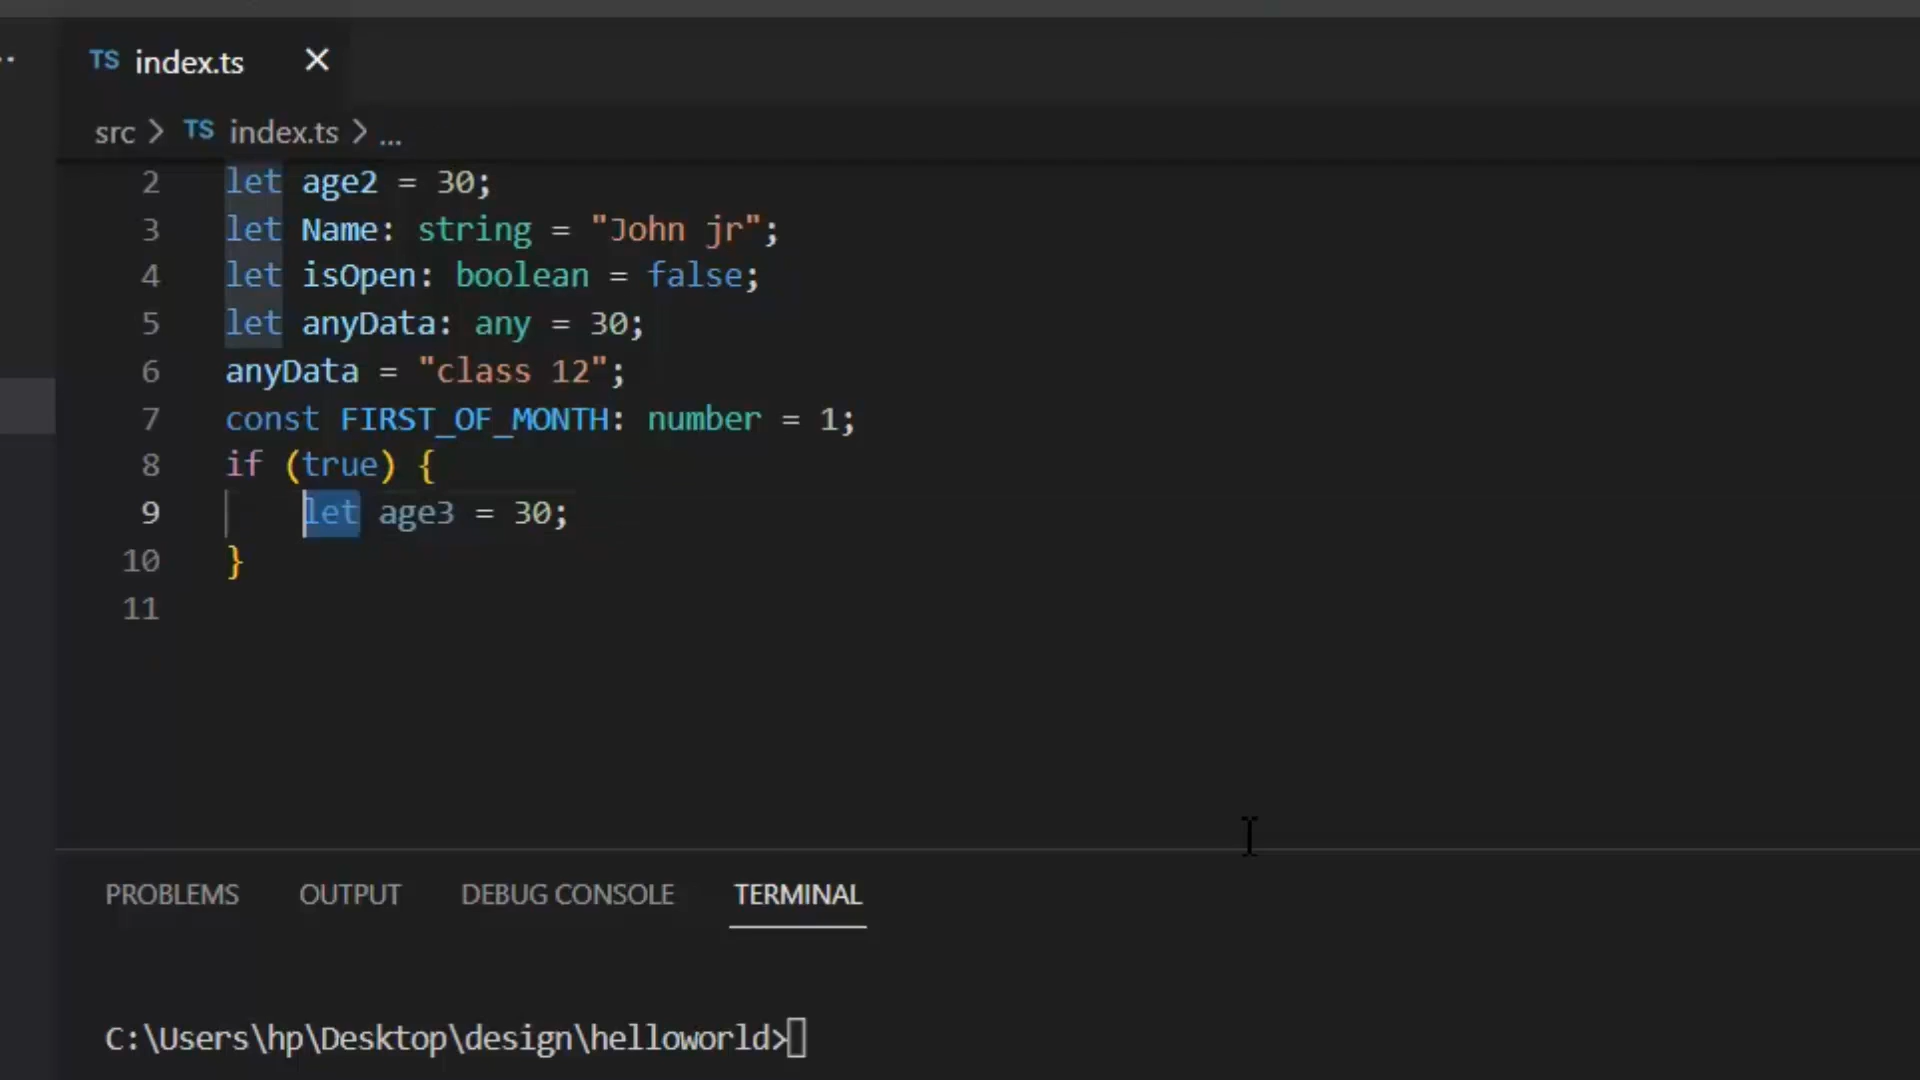 TS index.ts ×
src > TS index.ts > ...
2 let age2 = 30;
3 let Name: string = "John jr";
4 let isOpen: boolean = false;
5 let anyData: any = 30;
6 anyData = "class 12";
7 const FIRST_OF_MONTH: number = 1;
8 if (true) {
9 let age3 = 30;
10 }
11
PROBLEMS OUTPUT DEBUG CONSOLE TERMINAL
C:\Users\hp\Desktop\design\helloworld>